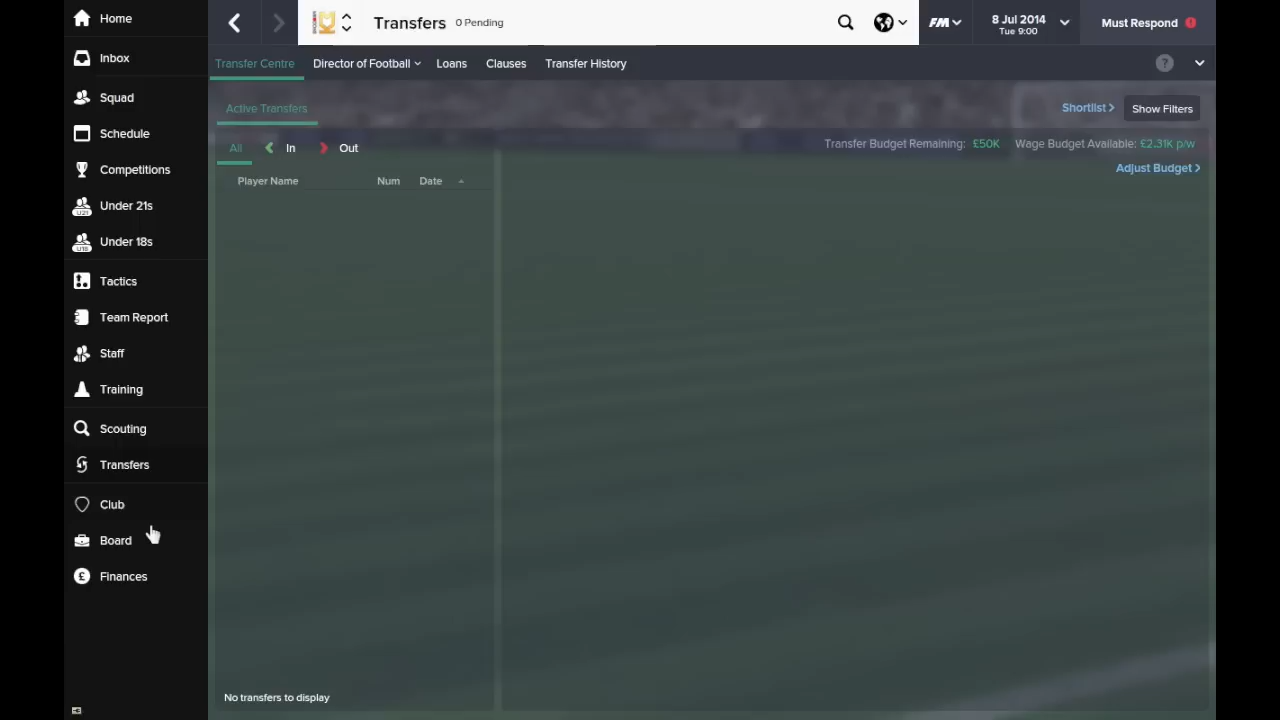 Home
Inbox
Squad
Schedule
Competitions
Under 21s
Under 18s
Tactics
Team Report
Staff
Training
Scouting
Transfers
Club
Board
Finances
Transfers 0 Pending
FM
8 Jul 2014
Tue 9:00
Must Respond
Transfer Centre Director of Football Loans Clauses Transfer History
Active Transfers
Shortlist > Show Filters
All In Out
Transfer Budget Remaining: £50K Wage Budget Available: £2.31K p/w
Adjust Budget >
Player Name Num Date
No transfers to display